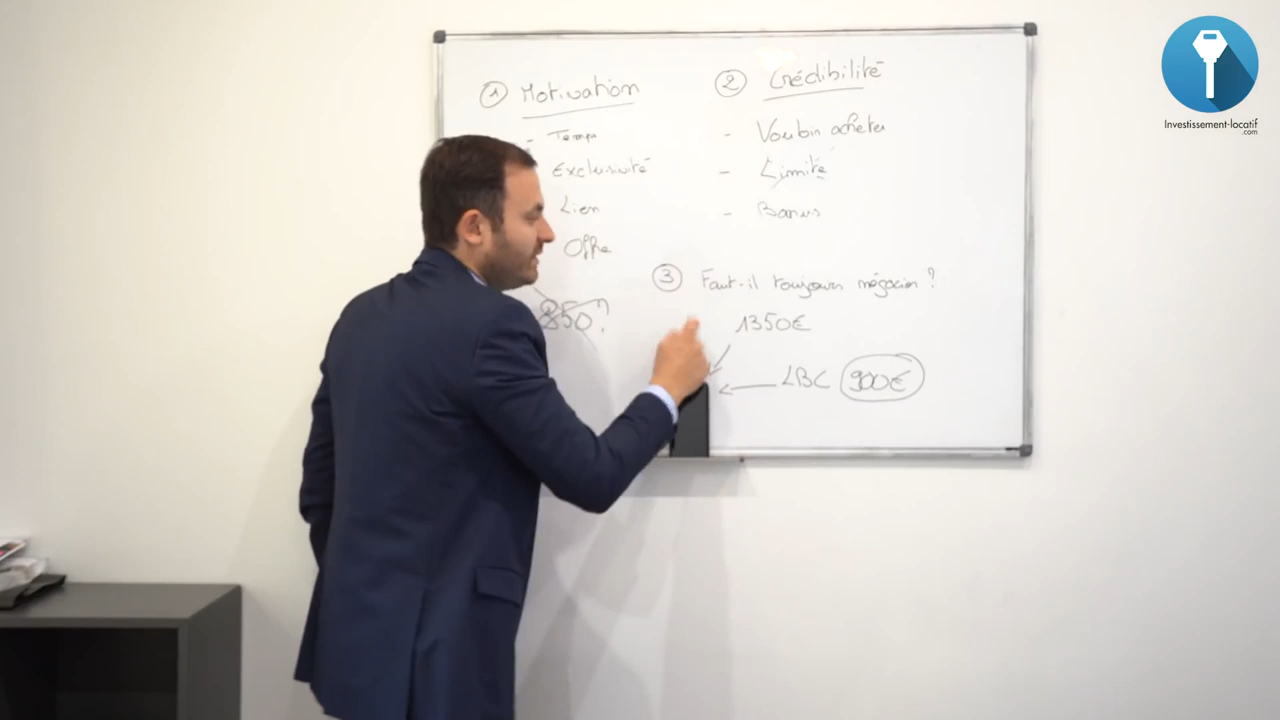 ① Motivation
- Temps
Exclusivité
Lien
Offre
850?
② Crédibilité
- Voubin acheter
- Limite
- Bonus
③ Faut-il toujours négocier ?
1350€
LBC 900€
Investissement-locatif
.com